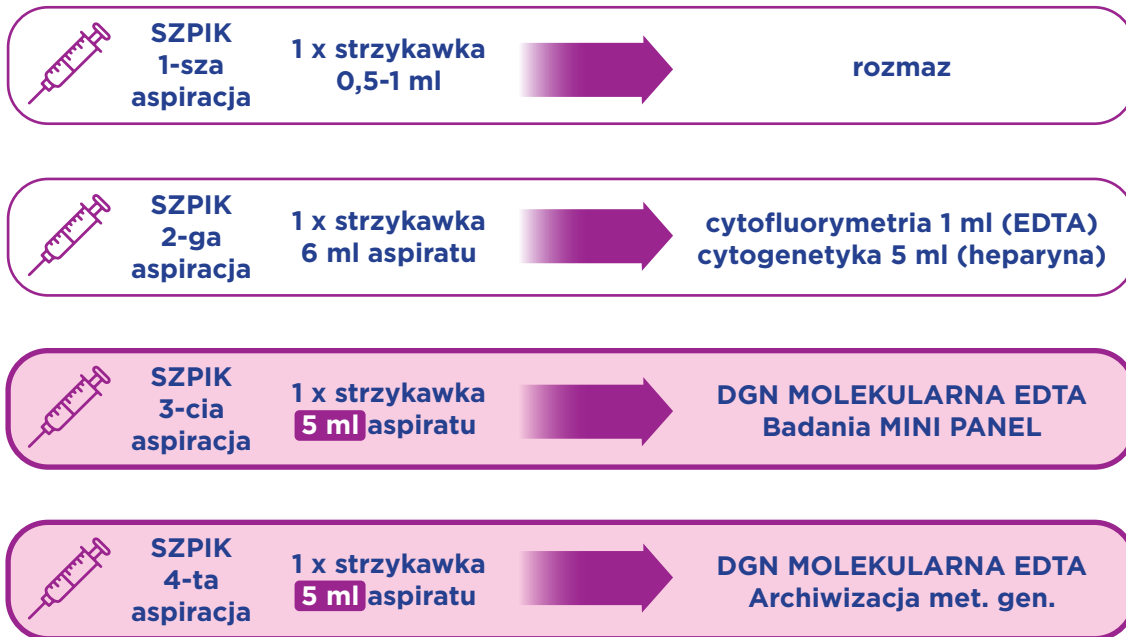 SZPIK
1-sza
aspiracja
1 x strzykawka
0,5-1 ml
rozmaz
SZPIK
2-ga
aspiracja
1 x strzykawka
6 ml aspiratu
cytofluorymetria 1 ml (EDTA)
cytogenetyka 5 ml (heparyna)
SZPIK
3-cia
aspiracja
1 x strzykawka
5 ml aspiratu
DGN MOLEKULARNA EDTA
Badania MINI PANEL
SZPIK
4-ta
aspiracja
1 x strzykawka
5 ml aspiratu
DGN MOLEKULARNA EDTA
Archiwizacja met. gen.